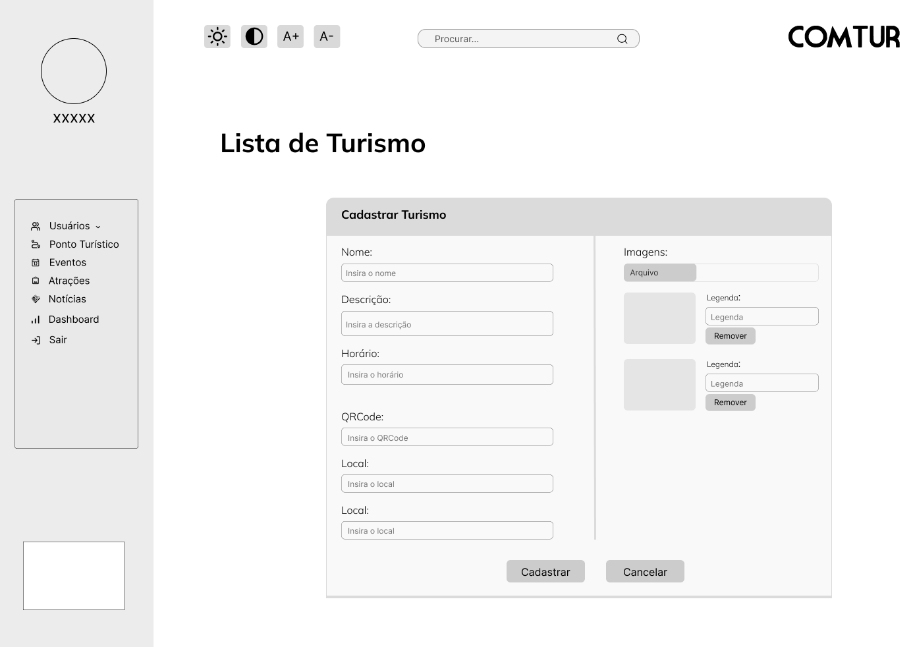 A+
A-
Procurar...
COMTUR
XXXXX
Usuários
Ponto Turístico
Eventos
Atrações
Notícias
Dashboard
Sair
Lista de Turismo
Cadastrar Turismo
Nome:
Insira o nome
Descrição:
Insira a descrição
Horário:
Insira o horário
QRCode:
Insira o QRCode
Local:
Insira o local
Local:
Insira o local
Imagens:
Arquivo
Legenda:
Legenda
Remover
Legenda:
Legenda
Remover
Cadastrar
Cancelar